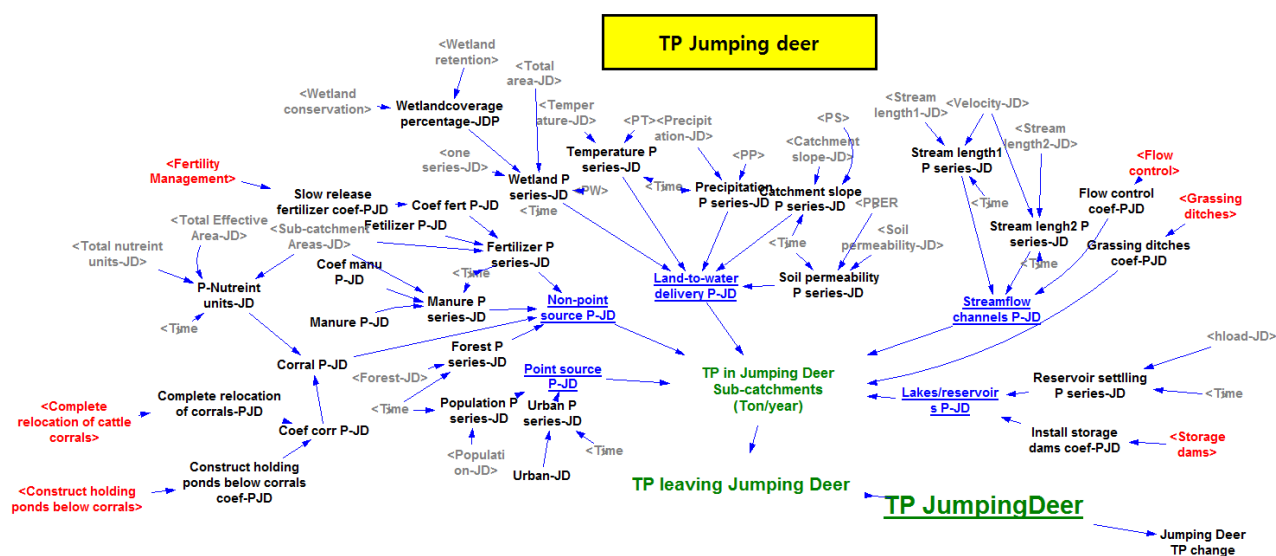 TP Jumping deer
<Wetland
retention>
<Total
area-JD>
<Wetland
conservation>
Wetlandcoverage
percentage-JDP
<Temper
ature-JD>
<PT>
<Precipit
ation-JD>
<PS>
<Catchment
slope-JD>
<Stream
length1-JD>
<Velocity-JD>
<Stream
length2-JD>
<one
series-JD>
Wetland P
series-JD
<PW>
<Time
Temperature P
series-JD
<Time
<PP>
Precipitation
P series-JD
Catchment slope
P series-JD
<PPER
<Time
<Soil
permeability-JD>
Soil permeability
P series-JD
Stream length1
P series-JD
<Time
Stream lengh2 P
series-JD
<Time
<Flow
control>
Flow control
coef-PJD
<Grassing
ditches>
Grassing ditches
coef-PJD
<Fertility
Management>
Slow release
fertilizer coef-PJD
Coef fert P-JD
Fetilizer P-JD
<Total Effective
Area-JD>
<Sub-catchment
Areas-JD>
<Total nutreint
units-JD>
Coef manu
P-JD
Fertilizer P
series-JD
<Time
P-Nutreint
units-JD
<Time
Manure P-JD
Manure P
series-JD
Non-point
source P-JD
Land-to-water
delivery P-JD
Streamflow
channels P-JD
Corral P-JD
<Forest-JD>
Forest P
series-JD
<Time
Point source
P-JD
TP in Jumping Deer
Sub-catchments
(Ton/year)
<hload-JD>
Reservoir settlling
P series-JD
<Time
Lakes/reservoir
s P-JD
Complete relocation
of corrals-PJD
<Complete
relocation of cattle
corrals>
Coef corr P-JD
Population P
series-JD
Urban P
series-JD
<Time
<Populati
on-JD>
Urban-JD
Install storage
dams coef-PJD
<Storage
dams>
Construct holding
ponds below corrals
coef-PJD
<Construct holding
ponds below corrals>
TP leaving Jumping Deer
TP JumpingDeer
Jumping Deer
TP change